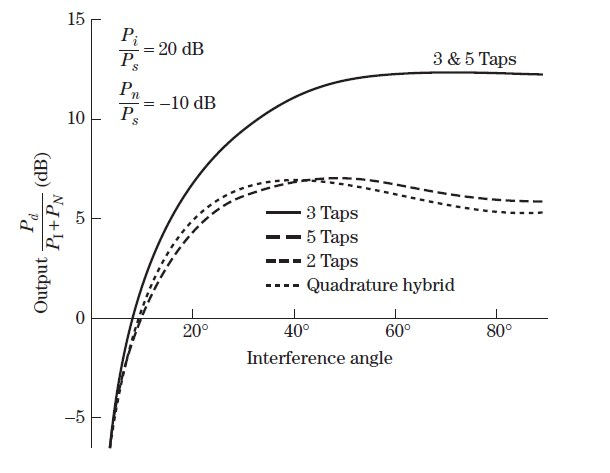 15
P_i
P_s = 20 dB
P_n
P_s = –10 dB
3 & 5 Taps
10
Output P_d / P_I + P_N (dB)
5
3 Taps
5 Taps
2 Taps
Quadrature hybrid
0
20° 40° 60° 80°
Interference angle
–5